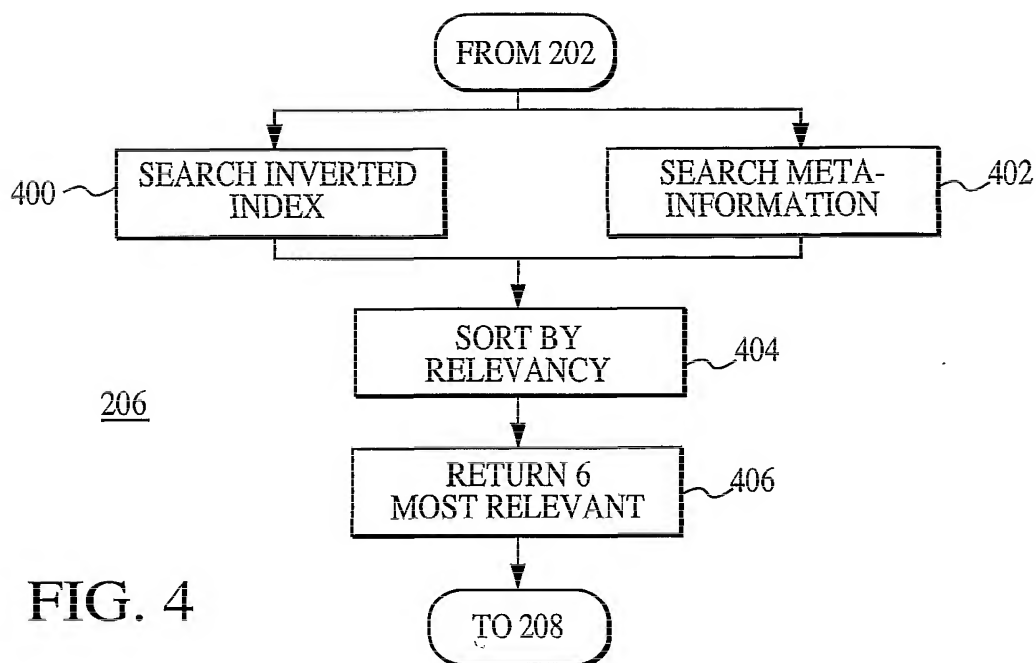 FROM 202
400
SEARCH INVERTED
INDEX
SEARCH META-
INFORMATION
402
SORT BY
RELEVANCY
404
206
RETURN 6
MOST RELEVANT
406
FIG. 4
TO 208